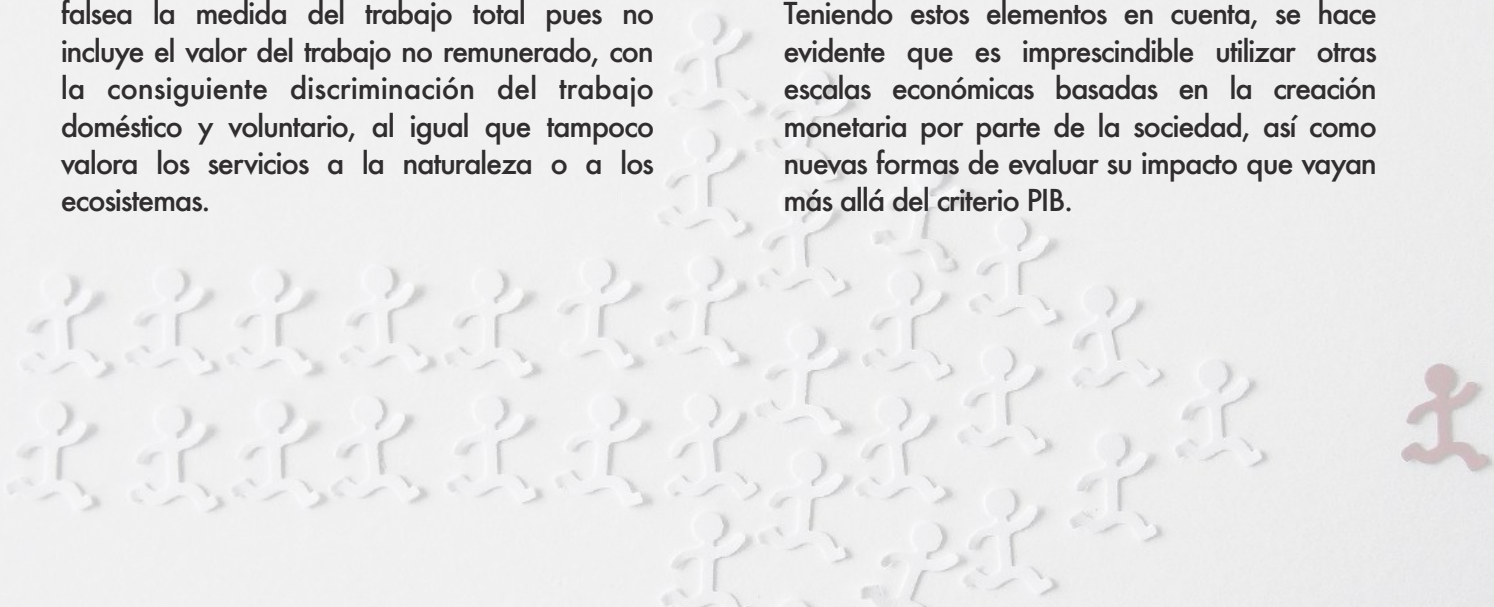 falsea la medida del trabajo total pues no
incluye el valor del trabajo no remunerado, con
la consiguiente discriminación del trabajo
doméstico y voluntario, al igual que tampoco
valora los servicios a la naturaleza o a los
ecosistemas.
Teniendo estos elementos en cuenta, se hace
evidente que es imprescindible utilizar otras
escalas económicas basadas en la creación
monetaria por parte de la sociedad, así como
nuevas formas de evaluar su impacto que vayan
más allá del criterio PIB.